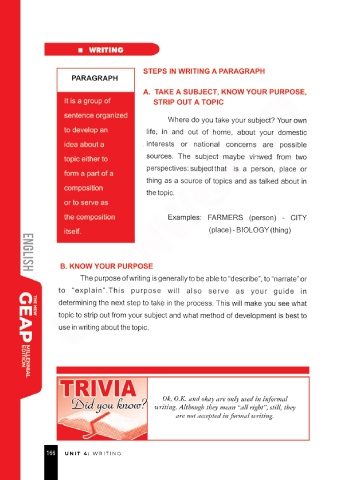 WRITING
PARAGRAPH
It is a group of
sentence organized
to develop an
idea about a
topic either to
form a part of a
composition
or to serve as
the composition
itself.
STEPS IN WRITING A PARAGRAPH
A. TAKE A SUBJECT, KNOW YOUR PURPOSE,
STRIP OUT A TOPIC
Where do you take your subject? Your own
life, in and out of home, about your domestic
interests or national concerns are possible
sources. The subject maybe viewed from two
perspectives: subject that is a person, place or
thing as a source of topics and as talked about in
the topic.
Examples: FARMERS (person) - CITY
(place) - BIOLOGY (thing)
B. KNOW YOUR PURPOSE
The purpose of writing is generally to be able to "describe", to "narrate" or
to "explain".This purpose will also serve as your guide in
determining the next step to take in the process. This will make you see what
topic to strip out from your subject and what method of development is best to
use in writing about the topic.
ENGLISH
THE NEW
GEAP
MILLENNIAL
EDITION
TRIVIA
Did you know?
Ok, O.K. and okay are only used in informal
writing. Although they mean "all right", still, they
are not accepted in formal writing.
166 UNIT 4: WRITING